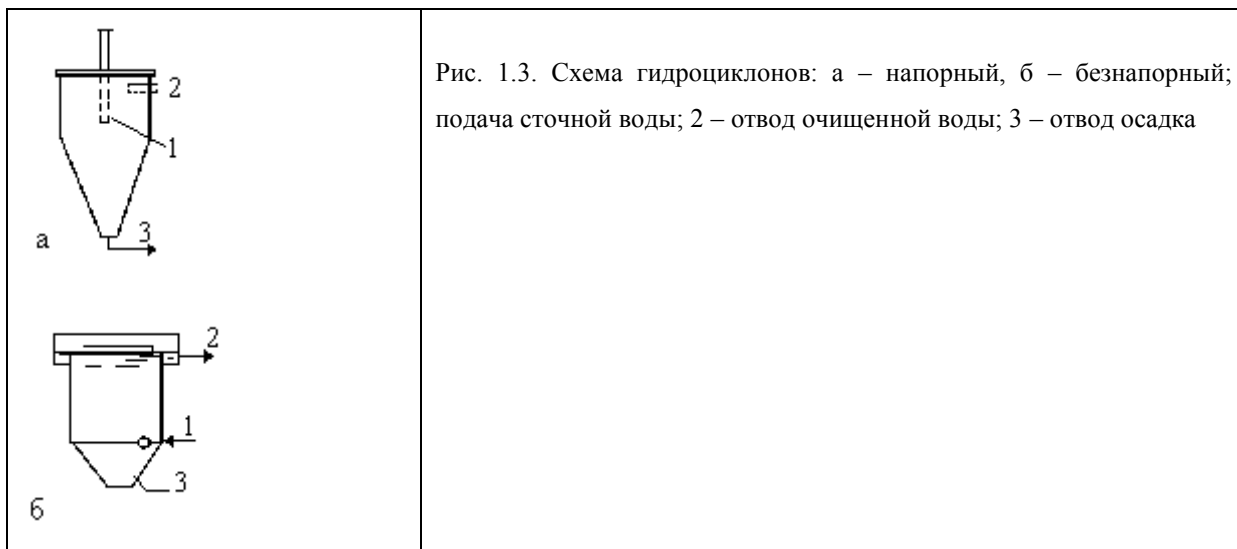 2
1
3
а
2
1
3
б
Рис. 1.3. Схема гидроциклонов: а – напорный, б – безнапорный;
подача сточной воды; 2 – отвод очищенной воды; 3 – отвод осадка